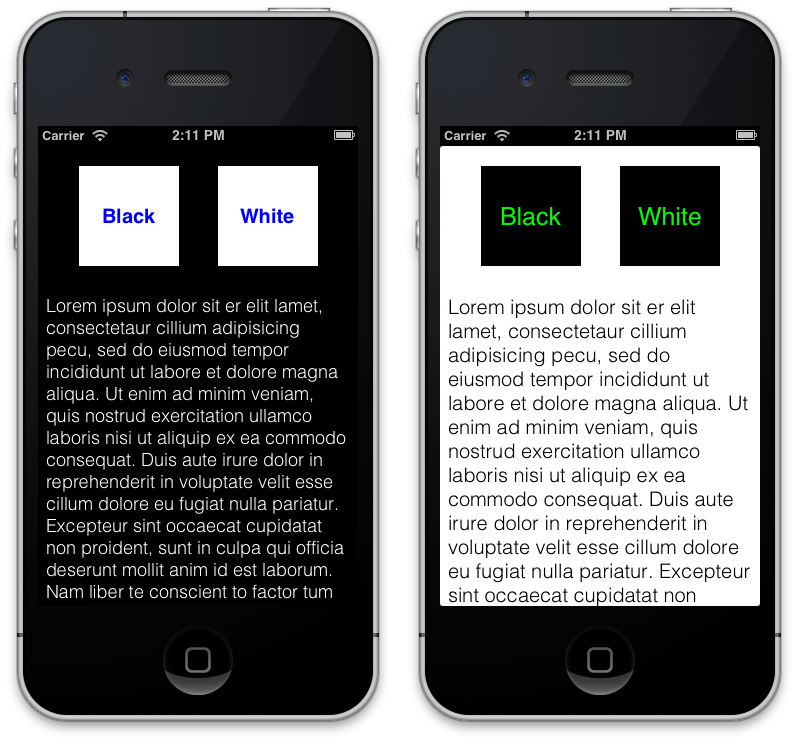 Carrier 2:11 PM
Black White
Lorem ipsum dolor sit er elit lamet,
consectetaur cillium adipisicing
pecu, sed do eiusmod tempor
incididunt ut labore et dolore magna
aliqua. Ut enim ad minim veniam,
quis nostrud exercitation ullamco
laboris nisi ut aliquip ex ea commodo
consequat. Duis aute irure dolor in
reprehenderit in voluptate velit esse
cillum dolore eu fugiat nulla pariatur.
Excepteur sint occaecat cupidatat
non proident, sunt in culpa qui officia
deserunt mollit anim id est laborum.
Nam liber te conscient to factor tum
Carrier 2:11 PM
Black White
Lorem ipsum dolor sit er elit
lamet, consectetaur cillium
adipisicing pecu, sed do
eiusmod tempor incididunt ut
labore et dolore magna aliqua. Ut
enim ad minim veniam, quis
nostrud exercitation ullamco
laboris nisi ut aliquip ex ea
commodo consequat. Duis aute
irure dolor in reprehenderit in
voluptate velit esse cillum dolore
eu fugiat nulla pariatur. Excepteur
sint occaecat cupidatat non